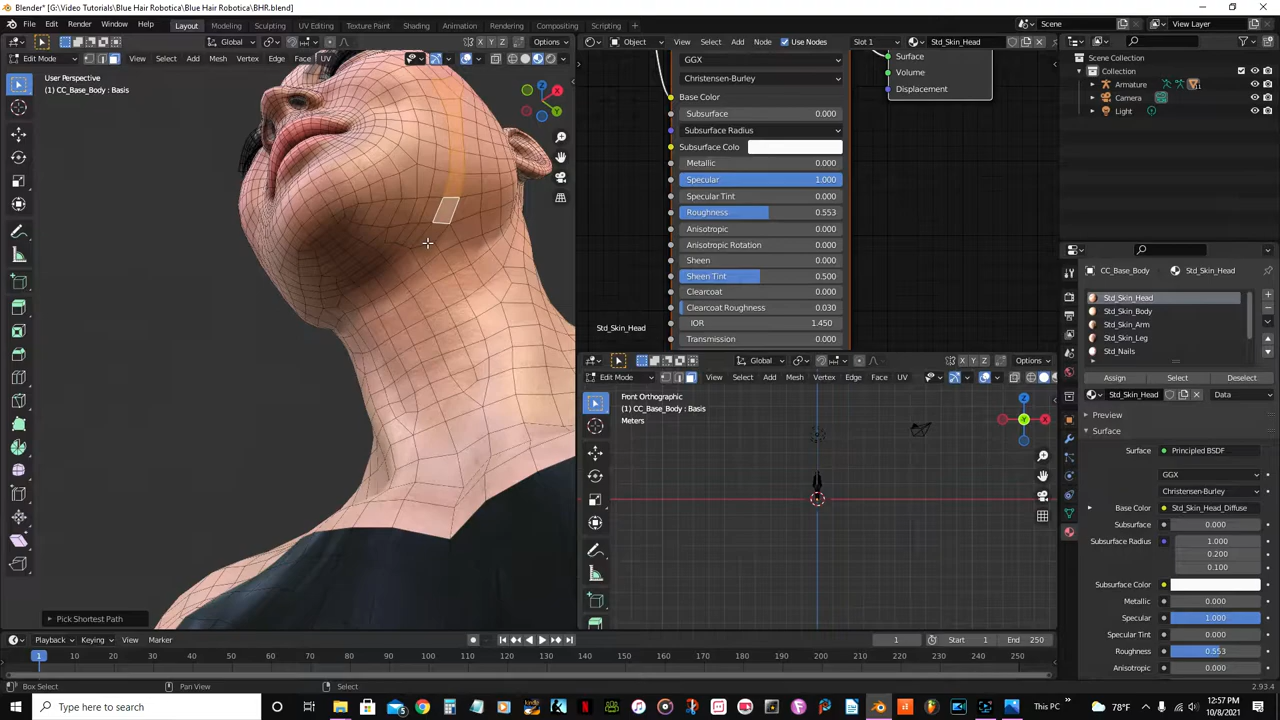 Blender* [G:\Video Tutorials\Blue Hair Robotica\Blue Hair Robotica\BHR.blend]
File Edit Render Window Help Layout Modeling Sculpting UV Editing Texture Paint Shading Animation Rendering Compositing Scripting Scene View Layer
Global X Y Z Options
Object View Select Add Node Use Nodes Slot 1 Std_Skin_Head
Edit Mode View Select Add Mesh Vertex Edge Face UV
User Perspective
(1) CC_Base_Body : Basis
GGX
Christensen-Burley
Base Color
Subsurface 0.000
Subsurface Radius
Subsurface Colo
Metallic 0.000
Specular 1.000
Specular Tint 0.000
Roughness 0.553
Anisotropic 0.000
Anisotropic Rotation 0.000
Sheen 0.000
Sheen Tint 0.500
Clearcoat 0.000
Clearcoat Roughness 0.030
IOR 1.450
Transmission 0.000
Std_Skin_Head
Surface
Volume
Displacement
Scene Collection
Collection
Armature 11
Camera
Light
Global X Y Z Options
Edit Mode View Select Add Mesh Vertex Edge Face UV
Front Orthographic
(1) CC_Base_Body : Basis
Meters
CC_Base_Body Std_Skin_Head
Std_Skin_Head
Std_Skin_Body
Std_Skin_Arm
Std_Skin_Leg
Std_Nails
Assign Select Deselect
Std_Skin_Head Data
Preview
Surface
Surface Principled BSDF
GGX
Christensen-Burley
Base Color Std_Skin_Head_Diffuse
Subsurface 0.000
Subsurface Radius 1.000
0.200
0.100
Subsurface Color
Metallic 0.000
Specular 1.000
Specular Tint 0.000
Roughness 0.553
Anisotropic 0.000
Pick Shortest Path
Playback Keying View Marker 1 Start 1 End 250
1 10 20 30 40 50 60 70 80 90 100 110 120 130 140 150 160 170 180 190 200 210 220 230 240 250
Box Select Pan View Select 2.93.4
Type here to search This PC 78°F 12:57 PM
10/8/2021